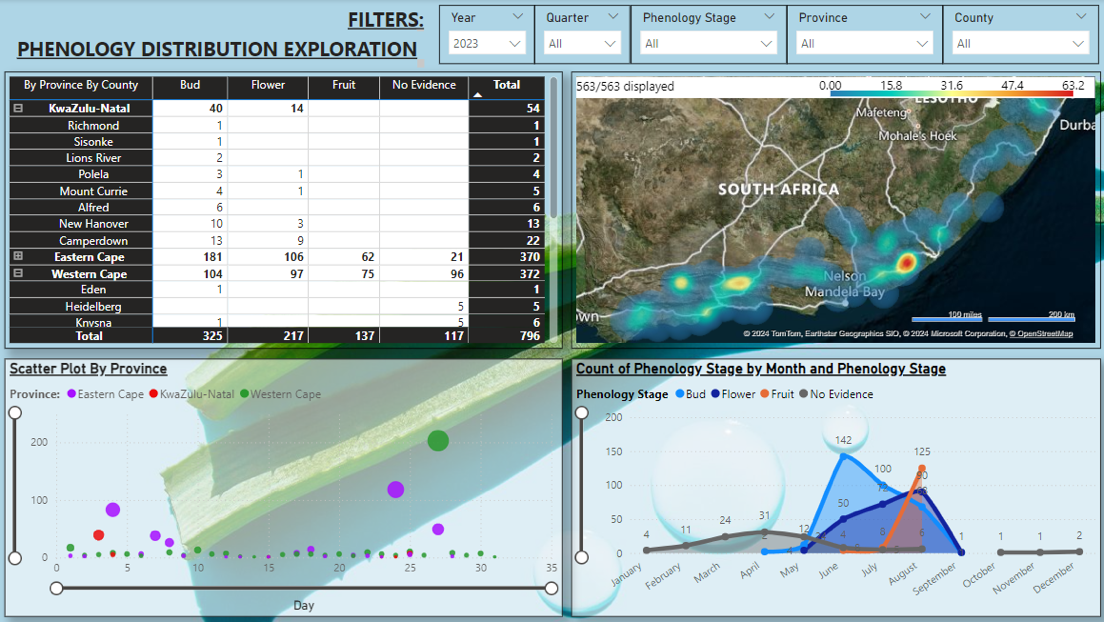 FILTERS:
PHENOLOGY DISTRIBUTION EXPLORATION
Year
2023
Quarter
All
Phenology Stage
All
Province
All
County
All
By Province By County Bud Flower Fruit No Evidence Total
KwaZulu-Natal 40 14 54
Richmond 1 1
Sisonke 1 1
Lions River 2 2
Polela 3 1 4
Mount Currie 4 1 5
Alfred 6 6
New Hanover 10 3 13
Camperdown 13 9 22
Eastern Cape 181 106 62 21 370
Western Cape 104 97 75 96 372
Eden 1 1
Heidelberg 5 5
Knysna 1 5 6
Total 325 217 137 117 796
563/563 displayed
0.00 15.8 31.6 47.4 63.2
LESOTHO
Mafeteng
Mohale's Hoek
Durba
SOUTH AFRICA
Nelson
Mandela Bay
wn
100 miles 200 km
© 2024 TomTom, Earthstar Geographics SIO, © 2024 Microsoft Corporation, © OpenStreetMap
Scatter Plot By Province
Province: Eastern Cape KwaZulu-Natal Western Cape
200
100
0
0 5 10 15 20 25 30 35
Day
Count of Phenology Stage by Month and Phenology Stage
Phenology Stage Bud Flower Fruit No Evidence
200
150
100
50
0
142
125
100
90
50
4 11 24 31 12
2
8
6
1
1 1 2
January February March April May June July August September October November December